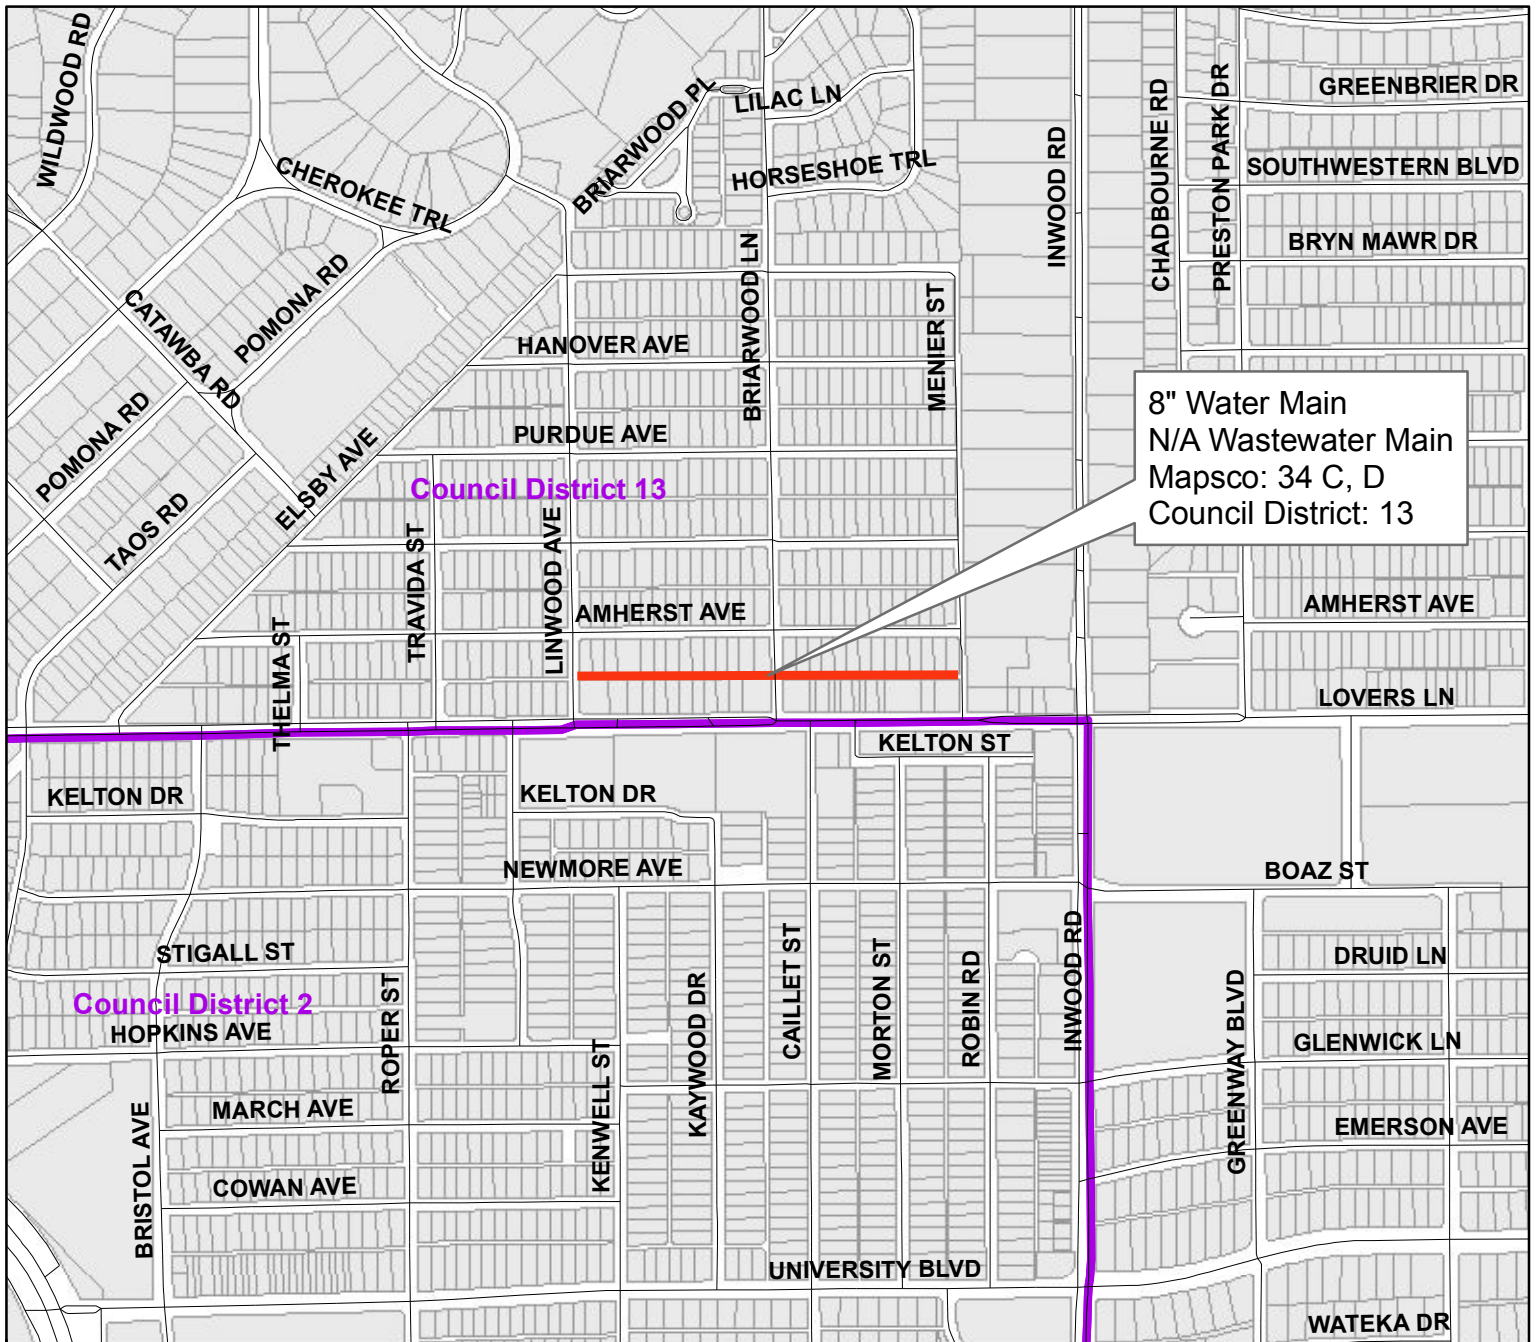 WILDWOOD RD
GREENBRIER DR
BRIARWOOD PL
LILAC LN
CHADBOURNE RD
PRESTON PARK DR
INWOOD RD
CHEROKEE TRL
HORSESHOE TRL
SOUTHWESTERN BLVD
BRYN MAWR DR
POMONA RD
CATAWBA RD
BRIARWOOD LN
MENIER ST
HANOVER AVE
POMONA RD
PURDUE AVE
ELSBY AVE
8" Water Main
N/A Wastewater Main
Mapsco: 34 C, D
Council District: 13
Council District 13
TAOS RD
TRAVIDA ST
LINWOOD AVE
AMHERST AVE
AMHERST AVE
THELMA ST
LOVERS LN
KELTON ST
KELTON DR
KELTON DR
NEWMORE AVE
BOAZ ST
STIGALL ST
DRUID LN
Council District 2
HOPKINS AVE
ROPER ST
KAYWOOD DR
CAILLET ST
MORTON ST
ROBIN RD
INWOOD RD
GREENWAY BLVD
GLENWICK LN
KENWELL ST
MARCH AVE
EMERSON AVE
BRISTOL AVE
COWAN AVE
UNIVERSITY BLVD
WATEKA DR